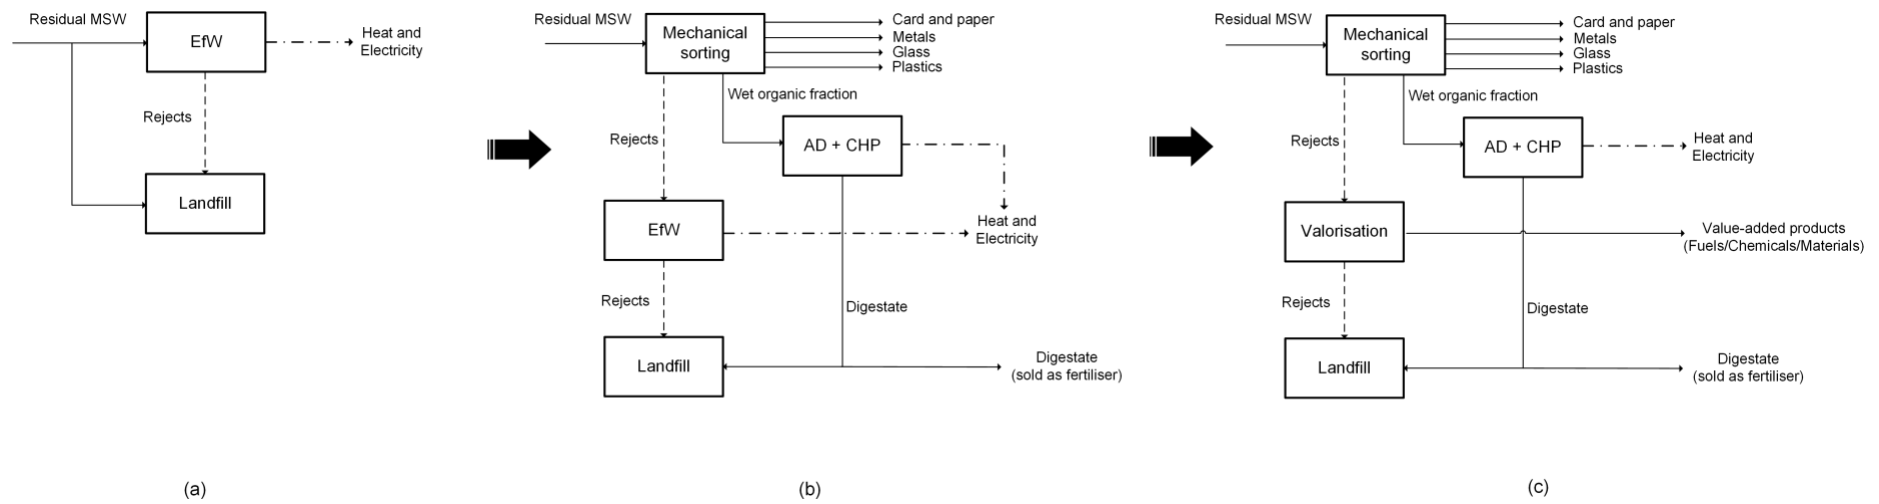 Residual MSW
EfW
Heat and
Electricity
Rejects
Landfill
(a)
Residual MSW
Mechanical
sorting
Card and paper
Metals
Glass
Plastics
Wet organic fraction
Rejects
AD + CHP
EfW
Heat and
Electricity
Rejects
Digestate
Landfill
Digestate
(sold as fertiliser)
(b)
Residual MSW
Mechanical
sorting
Card and paper
Metals
Glass
Plastics
Wet organic fraction
Rejects
AD + CHP
Heat and
Electricity
Valorisation
Value-added products
(Fuels/Chemicals/Materials)
Rejects
Digestate
Landfill
Digestate
(sold as fertiliser)
(c)